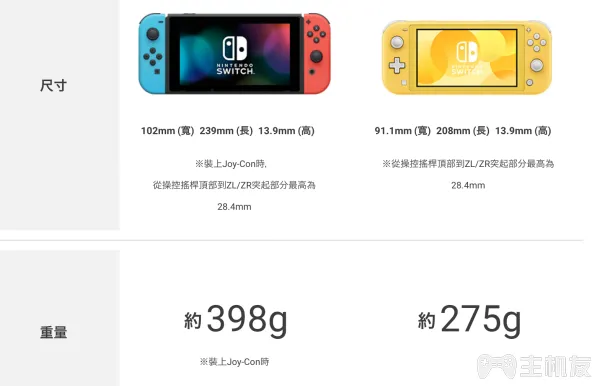 尺寸
NINTENDO
SWITCH
NINTENDO
SWITCH
102mm (寬) 239mm (長) 13.9mm (高)
91.1mm (寬) 208mm (長) 13.9mm (高)
※裝上Joy-Con時,
從操控搖桿頂部到ZL/ZR突起部分最高為
28.4mm
※從操控搖桿頂部到ZL/ZR突起部分最高為
28.4mm
重量
約398g
約275g
※裝上Joy-Con時
主机友